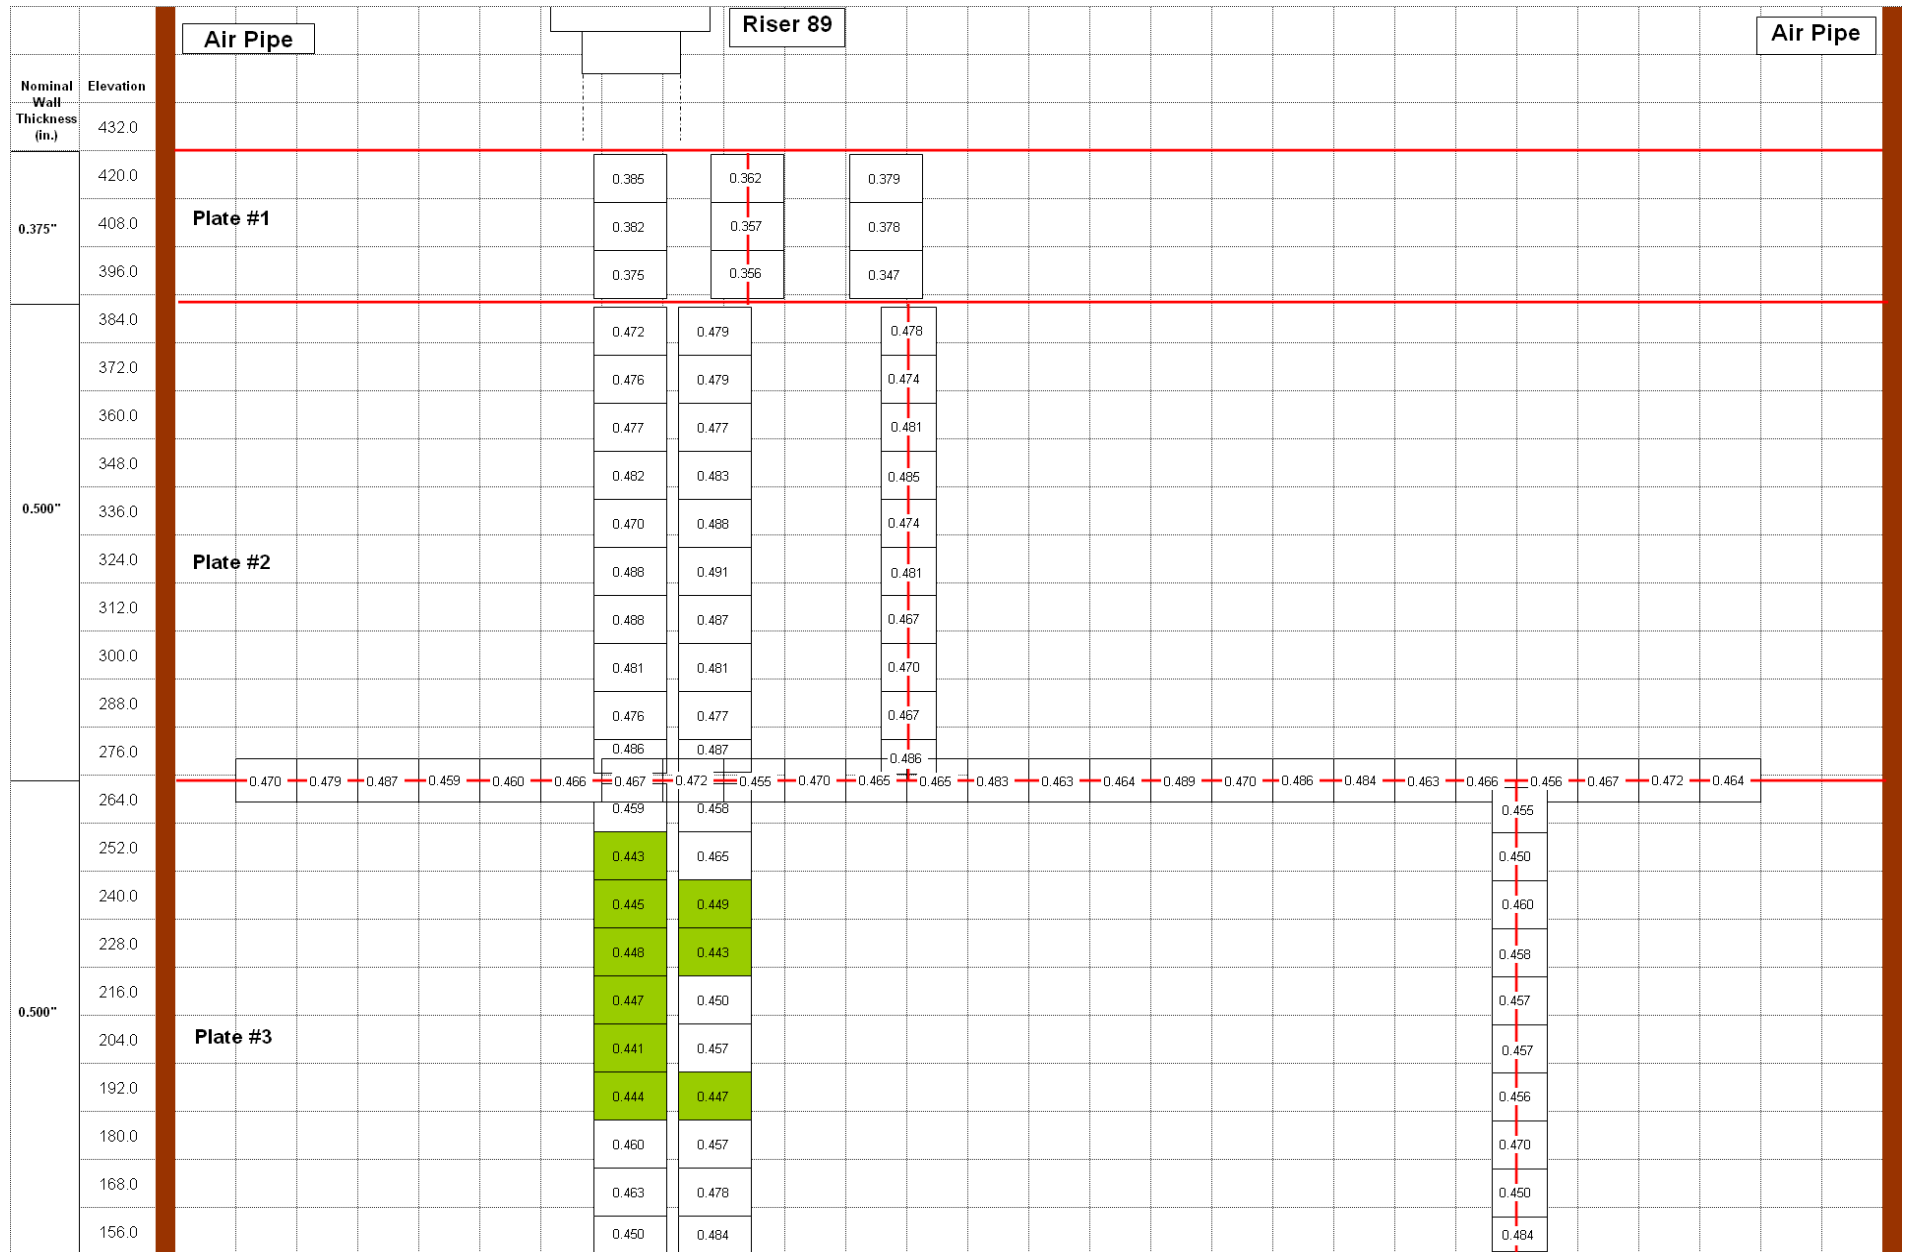 Air Pipe
Riser 89
Air Pipe
Nominal
Wall
Thickness
(in.)
Elevation
432.0
420.0 0.385 0.362 0.379
0.375" 408.0 Plate #1 0.382 0.357 0.378
396.0 0.375 0.356 0.347
384.0 0.472 0.479 0.478
372.0 0.476 0.479 0.474
360.0 0.477 0.477 0.481
348.0 0.482 0.483 0.485
0.500" 336.0 0.470 0.488 0.474
324.0 Plate #2 0.488 0.491 0.481
312.0 0.488 0.487 0.467
300.0 0.481 0.481 0.470
288.0 0.476 0.477 0.467
276.0 0.486 0.487 0.486
0.470 0.479 0.487 0.459 0.460 0.466 0.467 0.472 0.455 0.470 0.465 0.465 0.483 0.463 0.464 0.489 0.470 0.486 0.484 0.463 0.466 0.456 0.467 0.472 0.464
264.0 0.459 0.458 0.455
252.0 0.443 0.465 0.450
240.0 0.445 0.449 0.460
228.0 0.448 0.443 0.458
216.0 0.447 0.450 0.457
0.500"
204.0 Plate #3 0.441 0.457 0.457
192.0 0.444 0.447 0.456
180.0 0.460 0.457 0.470
168.0 0.463 0.478 0.450
156.0 0.450 0.484 0.484